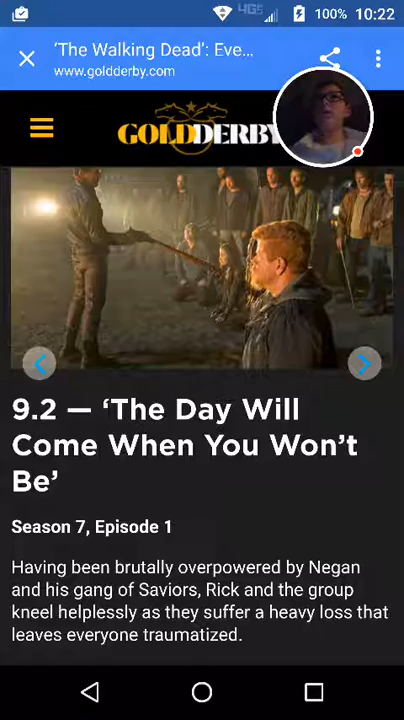 4G
100%
10:22
‘The Walking Dead’: Eve...
www.goldderby.com
GOLDDERBY
9.2 — ‘The Day Will
Come When You Won’t
Be’
Season 7, Episode 1
Having been brutally overpowered by Negan
and his gang of Saviors, Rick and the group
kneel helplessly as they suffer a heavy loss that
leaves everyone traumatized.